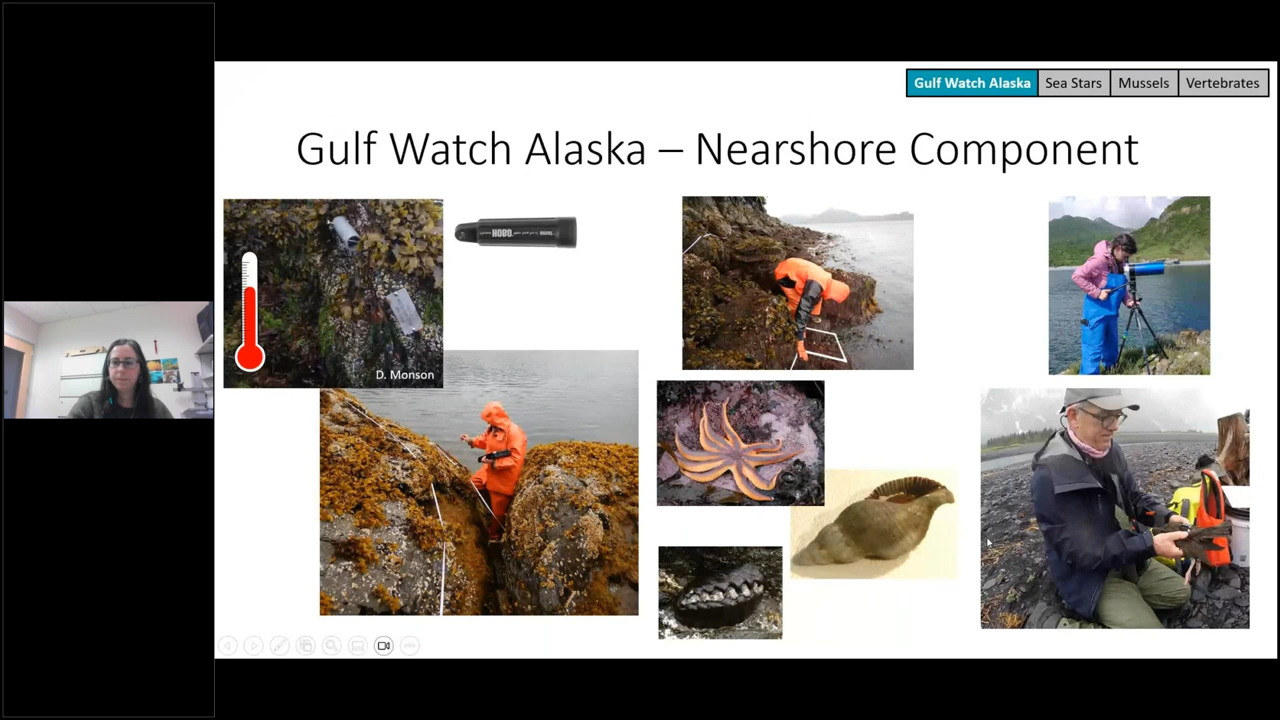 Gulf Watch Alaska
Sea Stars
Mussels
Vertebrates
Gulf Watch Alaska – Nearshore Component
HOBO
D. Monson